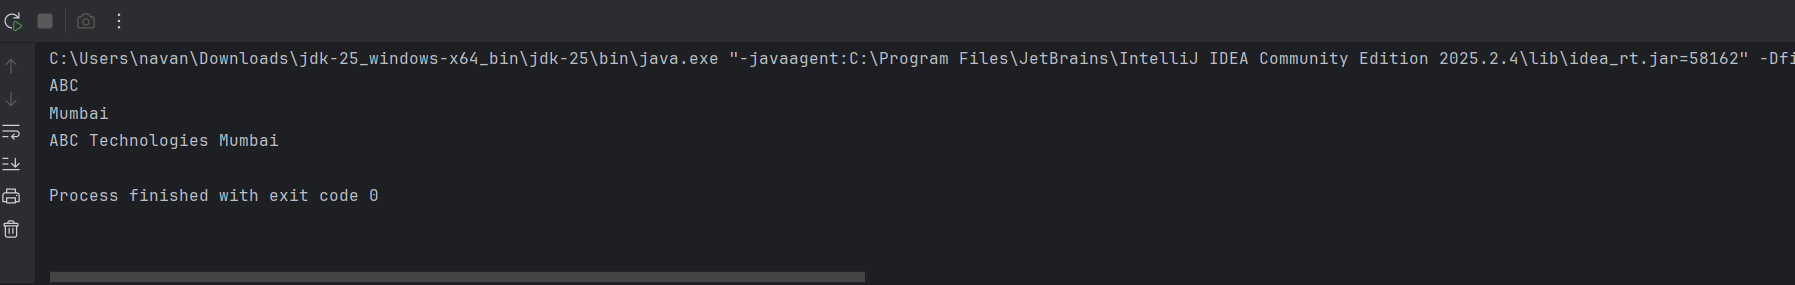 C:\Users\navan\Downloads\jdk-25_windows-x64_bin\jdk-25\bin\java.exe "-javaagent:C:\Program Files\JetBrains\IntelliJ IDEA Community Edition 2025.2.4\lib\idea_rt.jar=58162" -Dfi
ABC
Mumbai
ABC Technologies Mumbai
Process finished with exit code 0